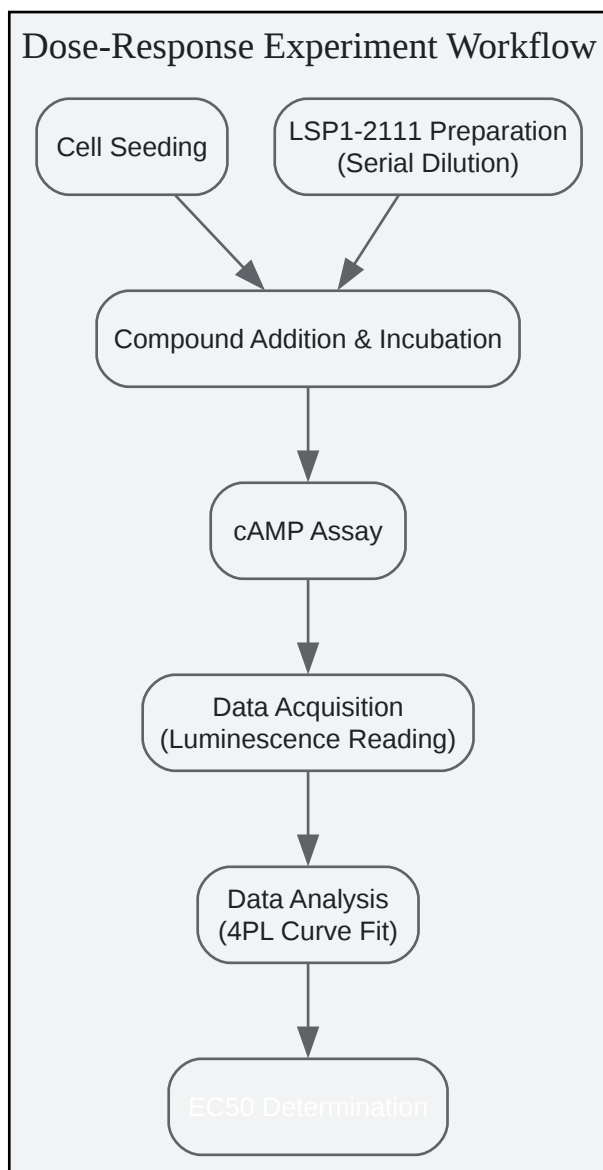 Dose-Response Experiment Workflow
Cell Seeding
LSP1-2111 Preparation
(Serial Dilution)
Compound Addition & Incubation
cAMP Assay
Data Acquisition
(Luminescence Reading)
Data Analysis
(4PL Curve Fit)
EC50 Determination